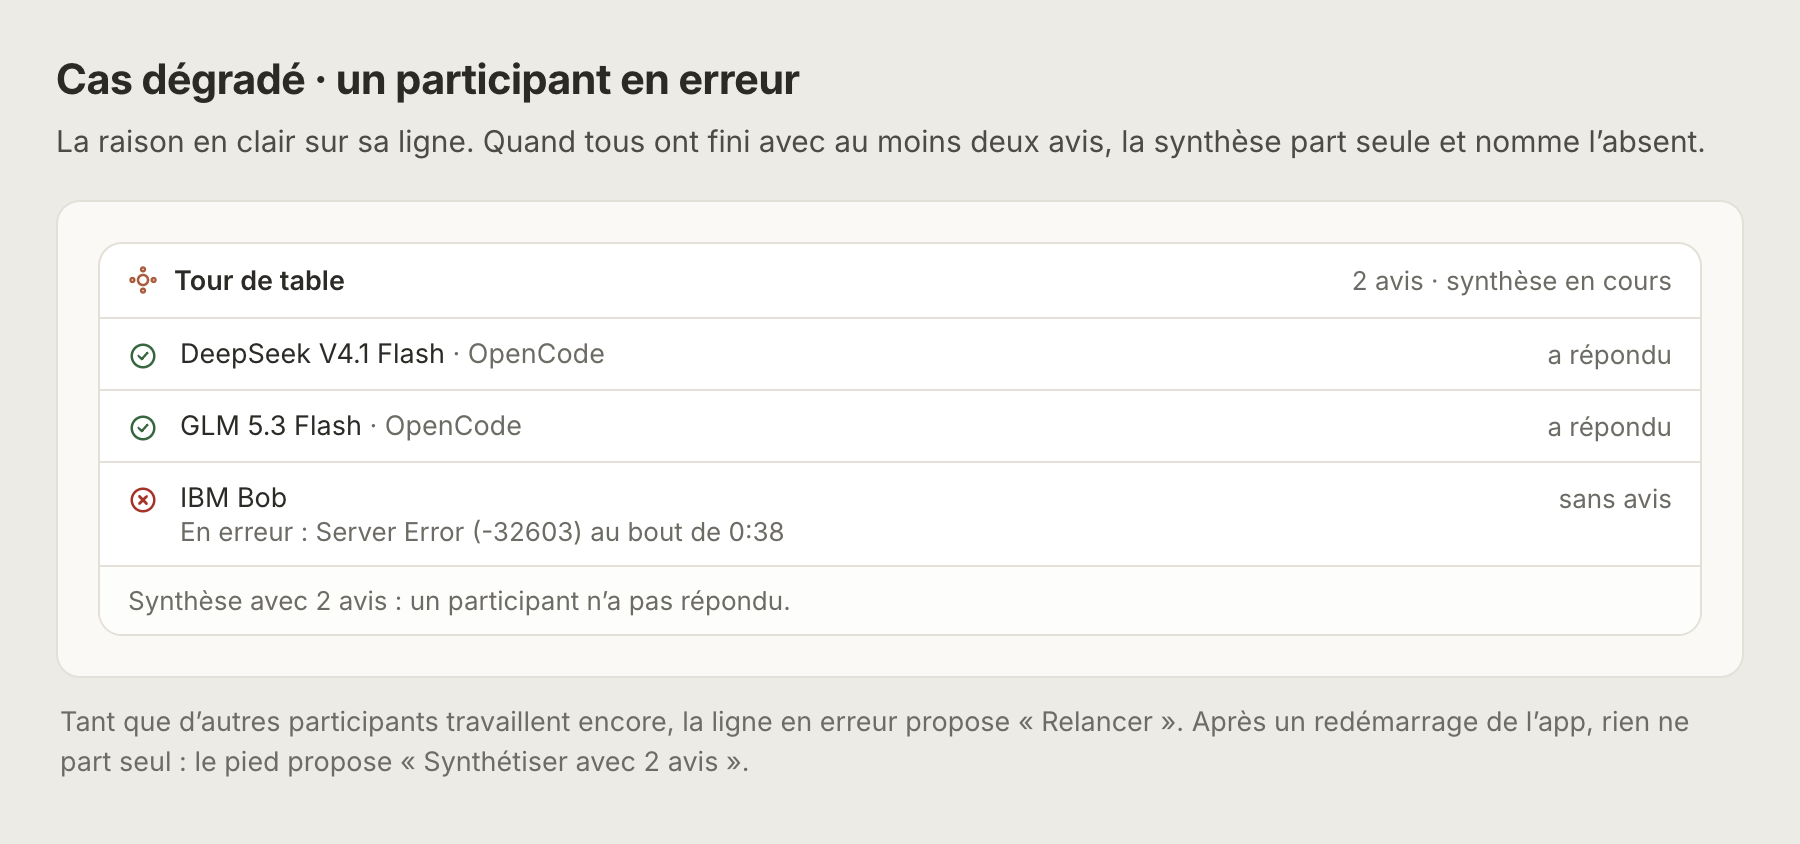 Cas dégradé · un participant en erreur
La raison en clair sur sa ligne. Quand tous ont fini avec au moins deux avis, la synthèse part seule et nomme l’absent.
Tour de table
2 avis · synthèse en cours
DeepSeek V4.1 Flash · OpenCode
a répondu
GLM 5.3 Flash · OpenCode
a répondu
IBM Bob
sans avis
En erreur : Server Error (-32603) au bout de 0:38
Synthèse avec 2 avis : un participant n’a pas répondu.
Tant que d’autres participants travaillent encore, la ligne en erreur propose « Relancer ». Après un redémarrage de l’app, rien ne
part seul : le pied propose « Synthétiser avec 2 avis ».